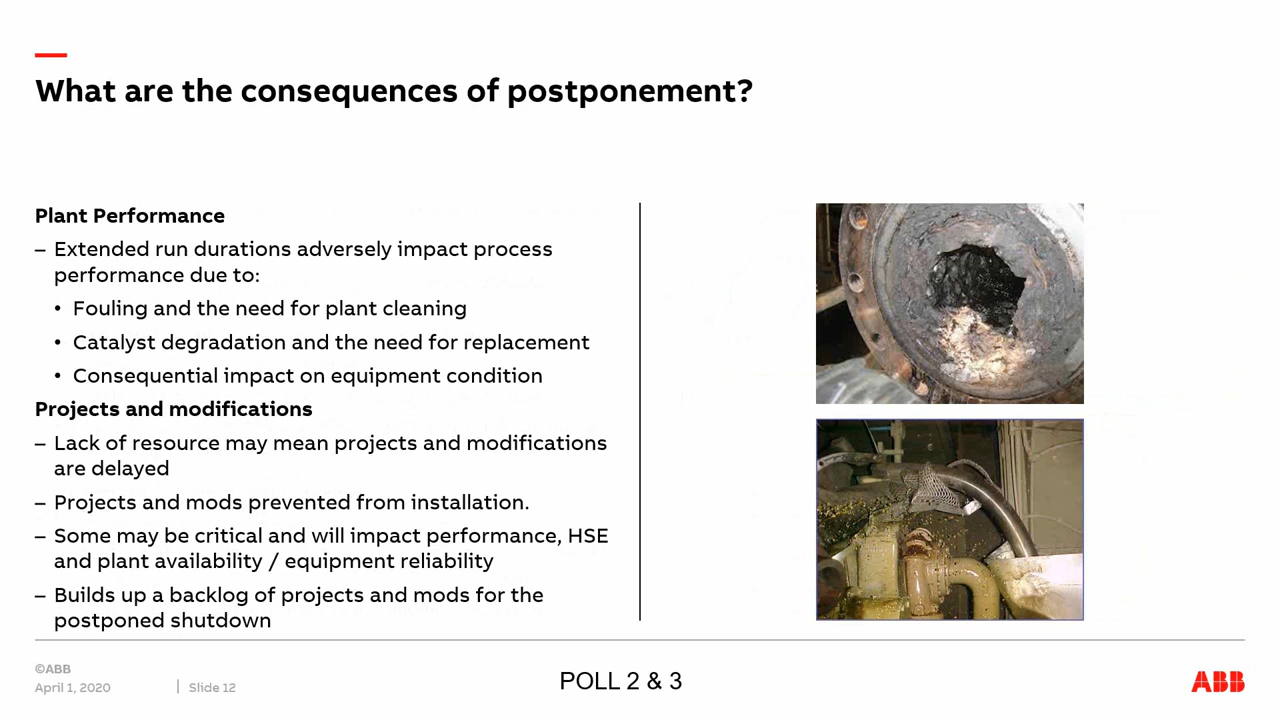 What are the consequences of postponement?
Plant Performance
– Extended run durations adversely impact process
performance due to:
• Fouling and the need for plant cleaning
• Catalyst degradation and the need for replacement
• Consequential impact on equipment condition
Projects and modifications
– Lack of resource may mean projects and modifications
are delayed
– Projects and mods prevented from installation.
– Some may be critical and will impact performance, HSE
and plant availability / equipment reliability
– Builds up a backlog of projects and mods for the
postponed shutdown
©ABB
April 1, 2020 | Slide 12
POLL 2 & 3
ABB